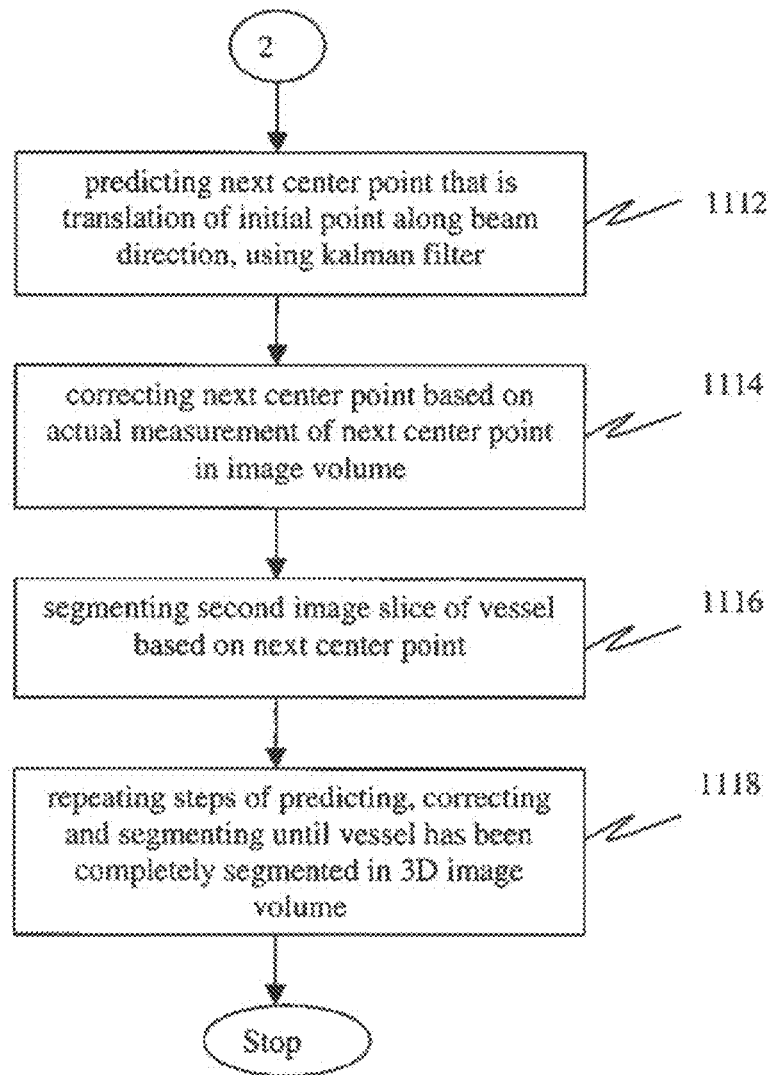 2
predicting next center point that is
translation of initial point along beam
direction, using kalman filter
1112
correcting next center point based on
actual measurement of next center point
in image volume
1114
segmenting second image slice of vessel
based on next center point
1116
repeating steps of predicting, correcting
and segmenting until vessel has been
completely segmented in 3D image
volume
1118
Stop